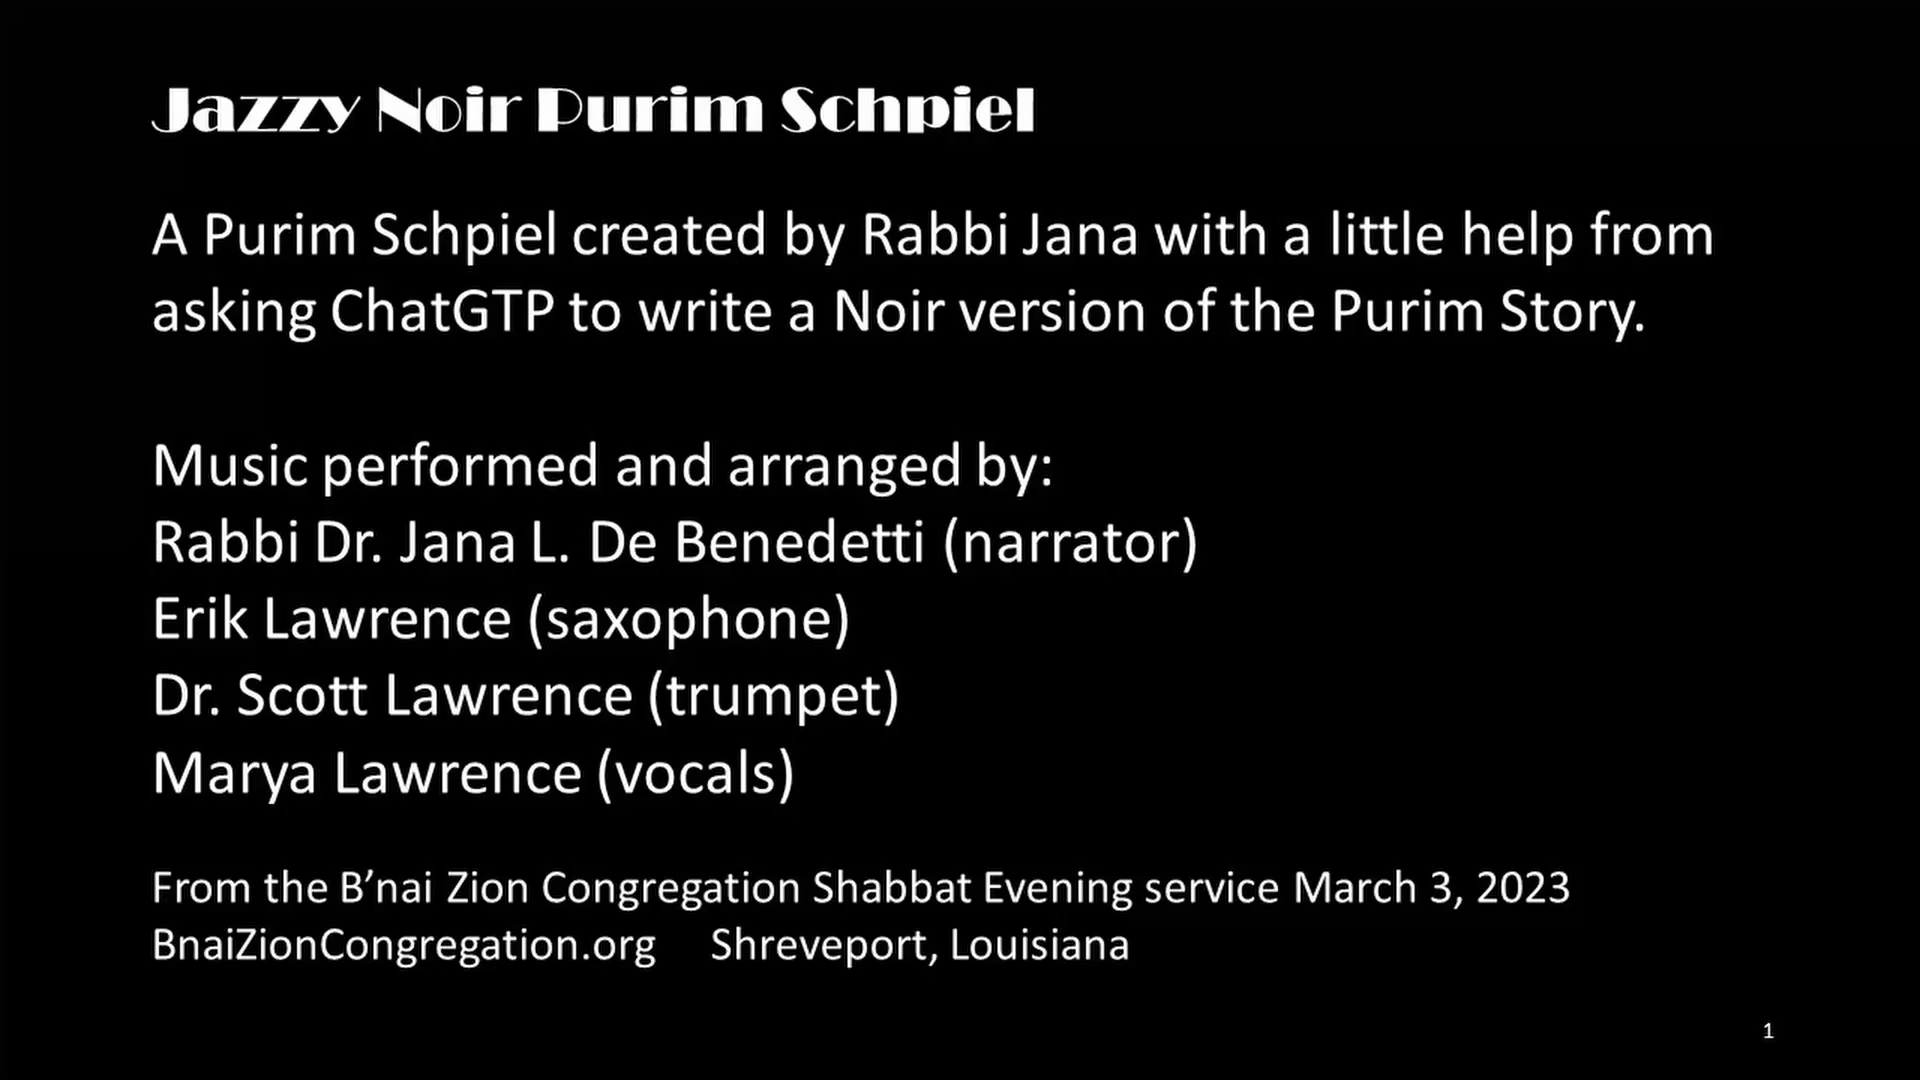 Jazzy Noir Purim Schpiel
A Purim Schpiel created by Rabbi Jana with a little help from
asking ChatGTP to write a Noir version of the Purim Story.
Music performed and arranged by:
Rabbi Dr. Jana L. De Benedetti (narrator)
Erik Lawrence (saxophone)
Dr. Scott Lawrence (trumpet)
Marya Lawrence (vocals)
From the B’nai Zion Congregation Shabbat Evening service March 3, 2023
BnaiZionCongregation.org Shreveport, Louisiana
1